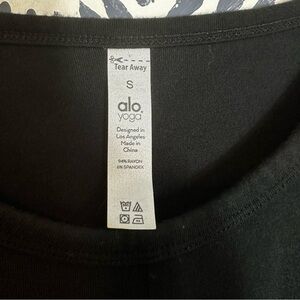 Tear Away
S
alo
yoga
Designed in
Los Angeles
Made in
China
94% RAYON
6% SPANDEX